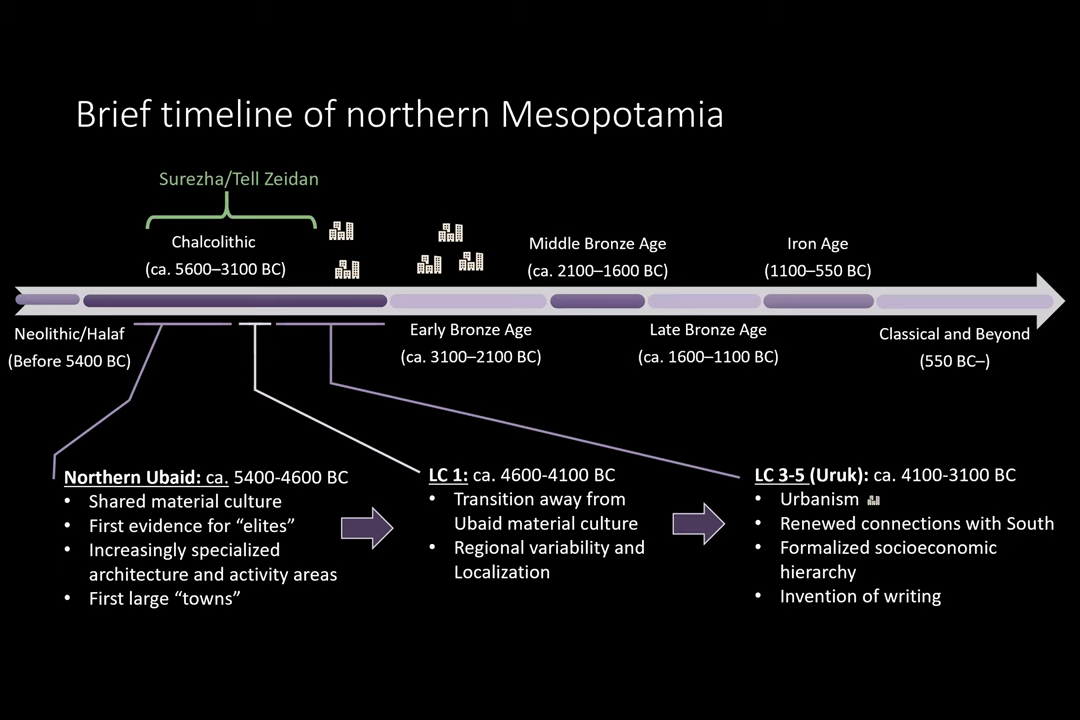 Brief timeline of northern Mesopotamia
Surezha/Tell Zeidan
Chalcolithic
(ca. 5600–3100 BC)
Middle Bronze Age
(ca. 2100–1600 BC)
Iron Age
(1100–550 BC)
Neolithic/Halaf
(Before 5400 BC)
Early Bronze Age
(ca. 3100–2100 BC)
Late Bronze Age
(ca. 1600–1100 BC)
Classical and Beyond
(550 BC–)
Northern Ubaid: ca. 5400-4600 BC
• Shared material culture
• First evidence for “elites”
• Increasingly specialized
architecture and activity areas
• First large “towns”
LC 1: ca. 4600-4100 BC
• Transition away from
Ubaid material culture
• Regional variability and
Localization
LC 3-5 (Uruk): ca. 4100-3100 BC
• Urbanism
• Renewed connections with South
• Formalized socioeconomic
hierarchy
• Invention of writing